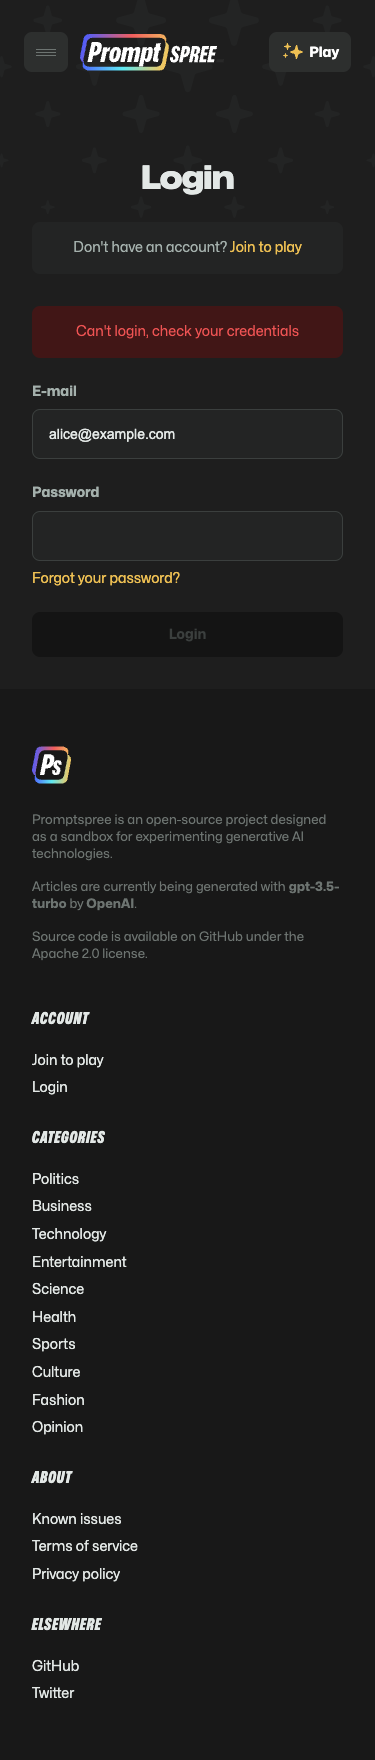 Prompt SPREE
Play
Login
Don't have an account? Join to play
Can't login, check your credentials
E-mail
alice@example.com
Password
Forgot your password?
Login
Ps
Promptspree is an open-source project designed
as a sandbox for experimenting generative AI
technologies.
Articles are currently being generated with gpt-3.5-
turbo by OpenAI.
Source code is available on GitHub under the
Apache 2.0 license.
ACCOUNT
Join to play
Login
CATEGORIES
Politics
Business
Technology
Entertainment
Science
Health
Sports
Culture
Fashion
Opinion
ABOUT
Known issues
Terms of service
Privacy policy
ELSEWHERE
GitHub
Twitter